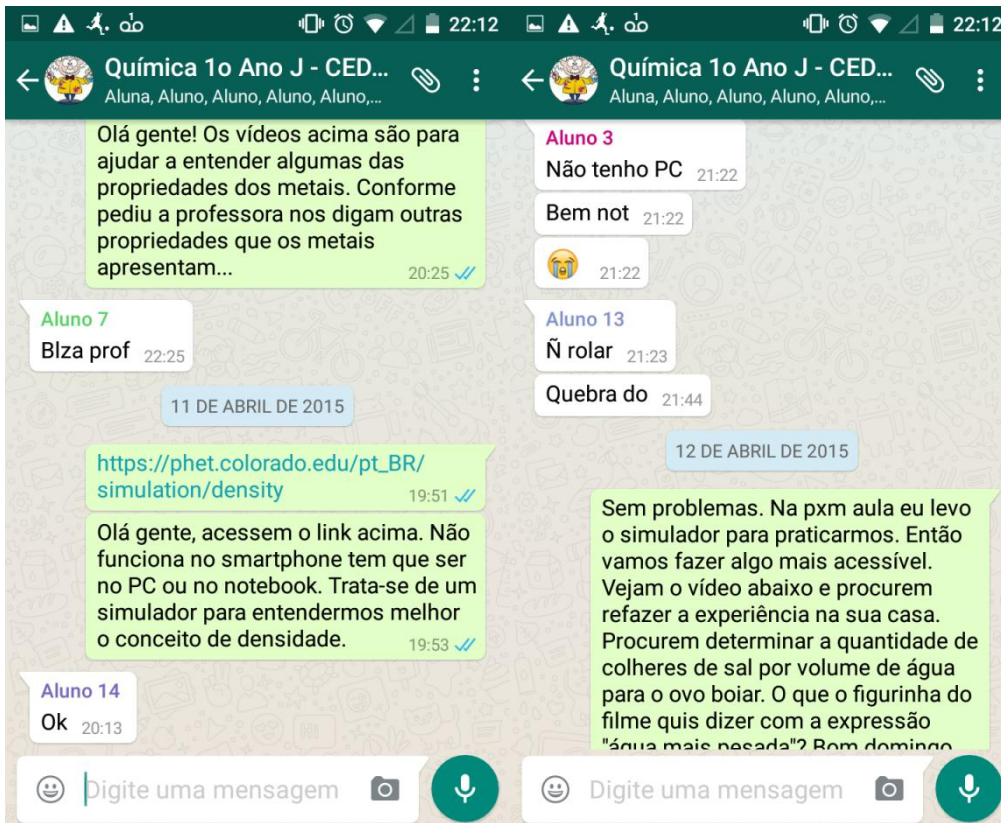 22:12
Química 1o Ano J - CED...
Aluna, Aluno, Aluno, Aluno, Aluno,...
Olá gente! Os vídeos acima são para
ajudar a entender algumas das
propriedades dos metais. Conforme
pediu a professora nos digam outras
propriedades que os metais
apresentam...
20:25
Aluno 7
Blza prof 22:25
11 DE ABRIL DE 2015
https://phet.colorado.edu/pt_BR/
simulation/density
19:51
Olá gente, acessem o link acima. Não
funciona no smartphone tem que ser
no PC ou no notebook. Trata-se de um
simulador para entendermos melhor
o conceito de densidade.
19:53
Aluno 14
Ok 20:13
Digite uma mensagem
22:12
Química 1o Ano J - CED...
Aluna, Aluno, Aluno, Aluno, Aluno,...
Aluno 3
Não tenho PC 21:22
Bem not 21:22
21:22
Aluno 13
Ñ rolar 21:23
Quebra do 21:44
12 DE ABRIL DE 2015
Sem problemas. Na pxm aula eu levo
o simulador para praticarmos. Então
vamos fazer algo mais acessível.
Vejam o vídeo abaixo e procurem
refazer a experiência na sua casa.
Procurem determinar a quantidade de
colheres de sal por volume de água
para o ovo boiar. O que o figurinha do
filme quis dizer com a expressão
"água mais pesada"? Bom domingo
Digite uma mensagem